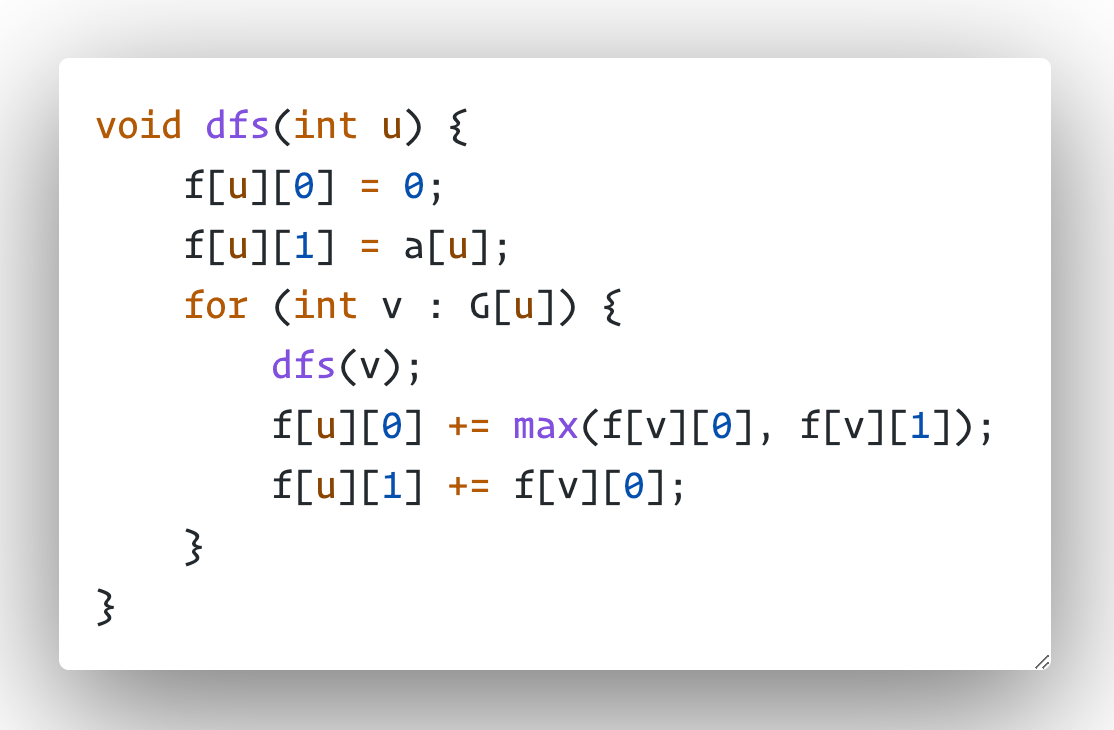 void dfs(int u) {
    f[u][0] = 0;
    f[u][1] = a[u];
    for (int v : G[u]) {
        dfs(v);
        f[u][0] += max(f[v][0], f[v][1]);
        f[u][1] += f[v][0];
    }
}